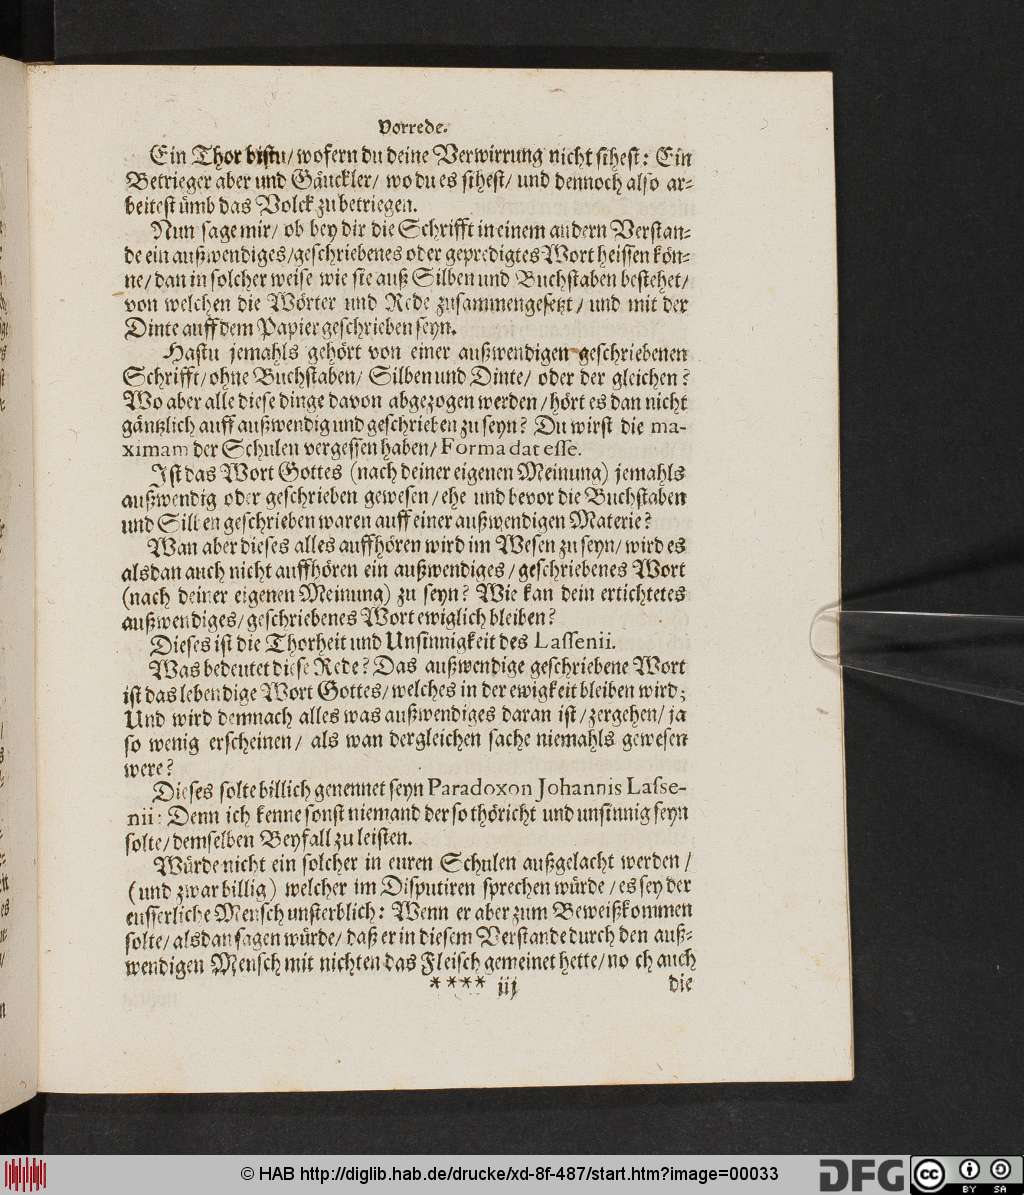 Vorrede.
Ein Thor bistu/ wofern du deine Verwirrung nicht sihest: Ein
Betrieger aber und Gäuckler/ wo du es sihest/ und dennoch also ar-
beitest ümb das Volck zu betriegen.
Nun sage mir/ ob bey dir die Schrifft in einem andern Verstan-
de ein außwendiges/ geschriebenes oder gepredigtes Wort heissen kön-
ne/ dan in solcher weise wie sie auß Silben und Buchstaben bestehet/
von welchen die Wörter und Rede zusammengesetzt/ und mit der
Dinte auff dem Papier geschrieben seyn.
Hastu jemahls gehört von einer außwendigen geschriebenen
Schrifft/ ohne Buchstaben/ Silben und Dinte/ oder der gleichen?
Wo aber alle diese dinge davon abgezogen werden/ hört es dan nicht
gäntzlich auff außwendig und geschrieben zu seyn? Du wirst die ma-
ximam der Schulen vergessen haben/ Forma dat esse.
Ist das Wort Gottes (nach deiner eigenen Meinung) jemahls
außwendig oder geschrieben gewesen/ ehe und bevor die Buchstaben
und Silben geschrieben waren auff einer außwendigen Materie?
Wan aber dieses alles auffhören wird im Wesen zu seyn/ wird es
alsdan auch nicht auffhören ein außwendiges/ geschriebenes Wort
(nach deiner eigenen Meinung) zu seyn? Wie kan dein ertichtetes
außwendiges/ geschriebenes Wort ewiglich bleiben?
Dieses ist die Thorheit und Unsinnigkeit des Lassenii.
Was bedeutet diese Rede? Das außwendige geschriebene Wort
ist das lebendige Wort Gottes/ welches in der ewigkeit bleiben wird;
Und wird demnach alles was außwendiges daran ist/ zergehen/ ja
so wenig erscheinen/ als wan dergleichen sache niemahls gewesen
were?
Dieses solte billich genennet seyn Paradoxon Johannis Lasse-
nii: Denn ich kenne sonst niemand der so thöricht und unsinnig seyn
solte/ demselben Beyfall zu leisten.
Würde nicht ein solcher in euren Schulen außgelacht werden/
(und zwar billig) welcher im Disputiren sprechen würde/ es sey der
eusserliche Mensch unsterblich: Wenn er aber zum Beweiß kommen
solte/ alsdan sagen würde/ daß er in diesem Verstande durch den auß-
wendigen Mensch mit nichten das Fleisch gemeinet hette/ noch auch
**** iij die
© HAB http://diglib.hab.de/drucke/xd-8f-487/start.htm?image=00033
DFG
cc BY SA